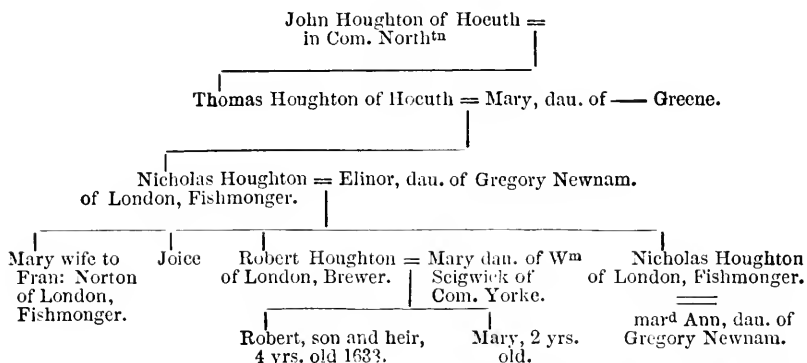 John Houghton of Hocuth =
in Com. Northtn
Thomas Houghton of Hocuth = Mary, dau. of — Greene.
Nicholas Houghton = Elinor, dau. of Gregory Newnam.
of London, Fishmonger.
Mary wife to
Fran: Norton
of London,
Fishmonger.
Joice
Robert Houghton =
of London, Brewer.
Mary dau. of Wm
Scigwick of
Com. Yorke.
Nicholas Houghton
of London, Fishmonger.
mard Ann, dau. of
Gregory Newnam.
Robert, son and heir,
4 yrs. old 1633.
Mary, 2 yrs.
old.